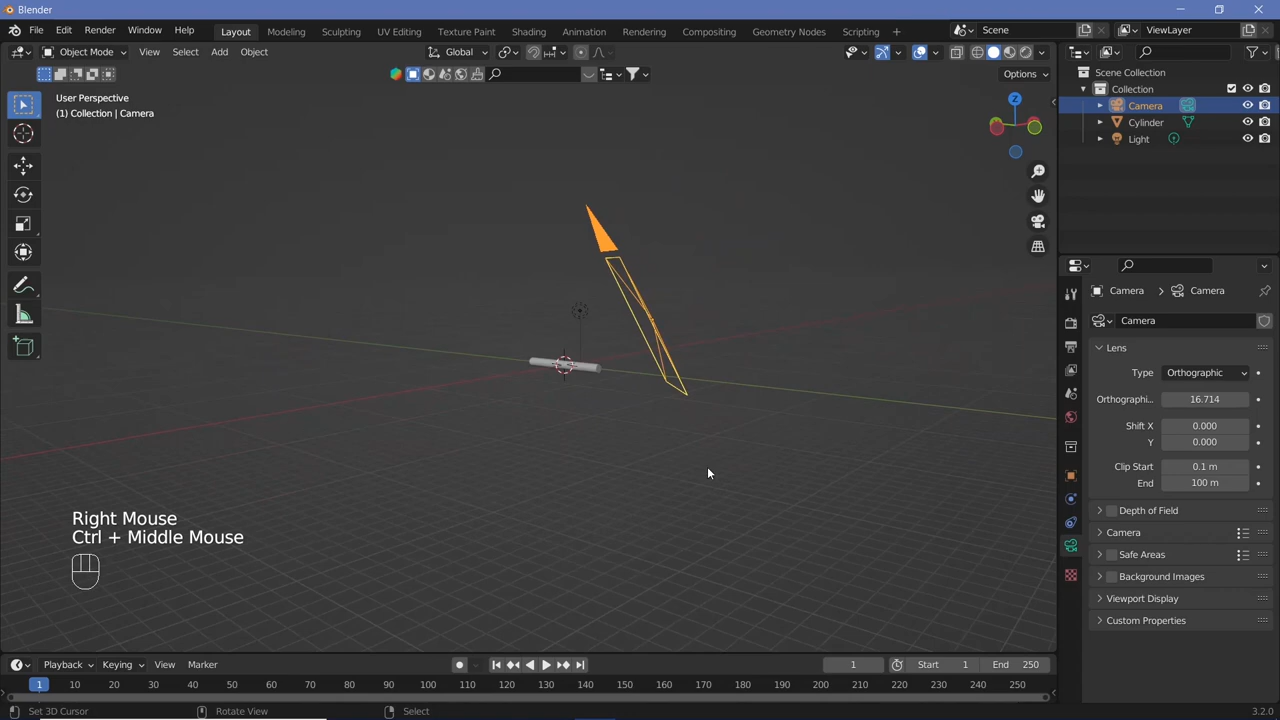 Blender
File Edit Render Window Help Layout Modeling Sculpting UV Editing Texture Paint Shading Animation Rendering Compositing Geometry Nodes Scripting + Scene ViewLayer
Object Mode View Select Add Object Global
Options
User Perspective
(1) Collection | Camera
Z
Scene Collection
Collection
Camera
Cylinder
Light
Camera Camera
Camera
Lens
Type Orthographic
Orthographi... 16.714
Shift X 0.000
Y 0.000
Clip Start 0.1 m
End 100 m
Depth of Field
Camera
Safe Areas
Background Images
Viewport Display
Custom Properties
Right Mouse
Ctrl + Middle Mouse
Playback Keying View Marker 1 Start 1 End 250
1 10 20 30 40 50 60 70 80 90 100 110 120 130 140 150 160 170 180 190 200 210 220 230 240 250
Set 3D Cursor Rotate View Select 3.2.0